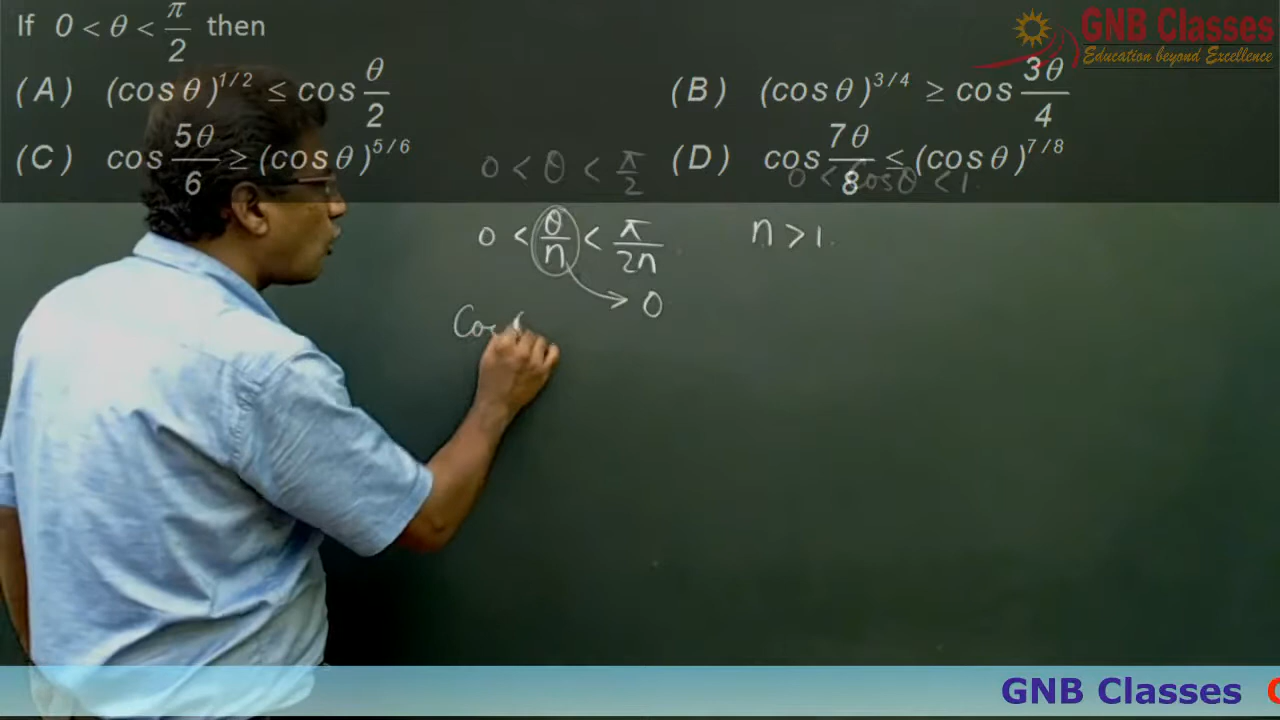 If 0 < θ < π/2 then
GNB Classes
Education beyond Excellence
(A) (cos θ)^1/2 ≤ cos θ/2 (B) (cos θ)^3/4 ≥ cos 3θ/4
(C) cos 5θ/6 ≥ (cos θ)^5/6 (D) cos 7θ/8 ≤ (cos θ)^7/8
0 < θ < π/2 0 < Cosθ < 1.
0 < θ/n < π/2n n > 1.
→ 0
Cos
GNB Classes